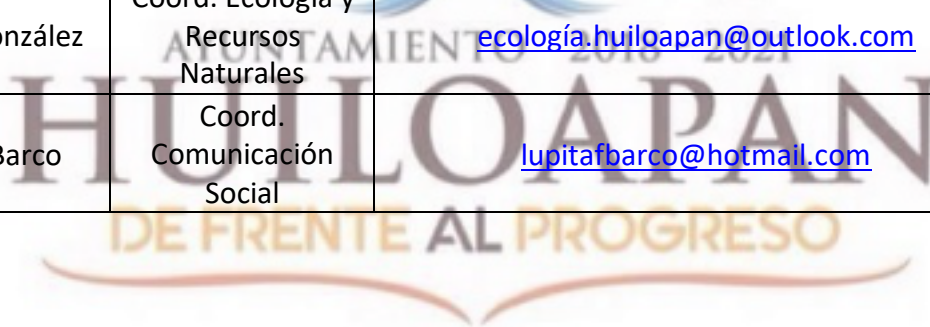 Coord. Ecología y
onzález Recursos ecología.huiloapan@outlook.com
Naturales
AYUNTAMIENTO 2018 - 2021
HUILOAPAN
Coord.
Barco Comunicación lupitafbarco@hotmail.com
Social
DE FRENTE AL PROGRESO